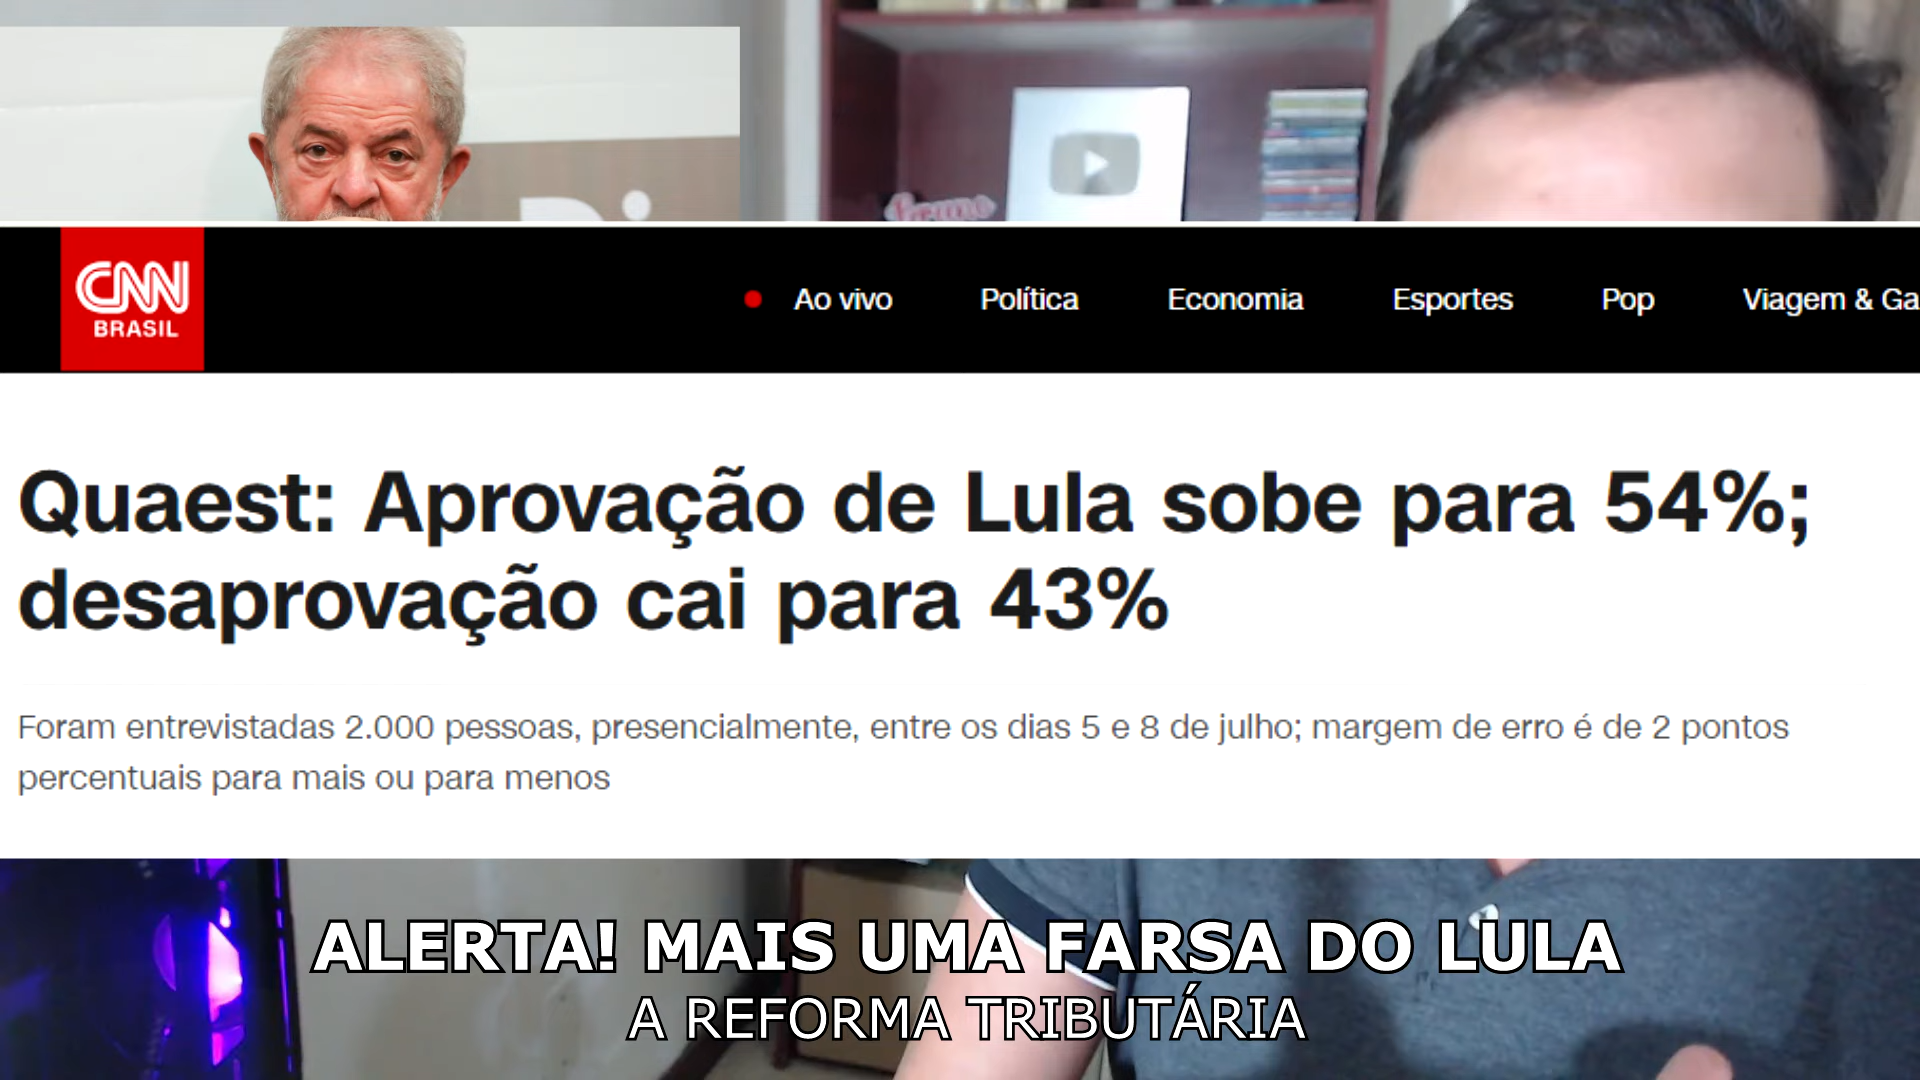 CNN
BRASIL
Ao vivo
Política
Economia
Esportes
Pop
Viagem & Ga
Quaest: Aprovação de Lula sobe para 54%;
desaprovação cai para 43%
Foram entrevistadas 2.000 pessoas, presencialmente, entre os dias 5 e 8 de julho; margem de erro é de 2 pontos
percentuais para mais ou para menos
ALERTA! MAIS UMA FARSA DO LULA
A REFORMA TRIBUTÁRIA